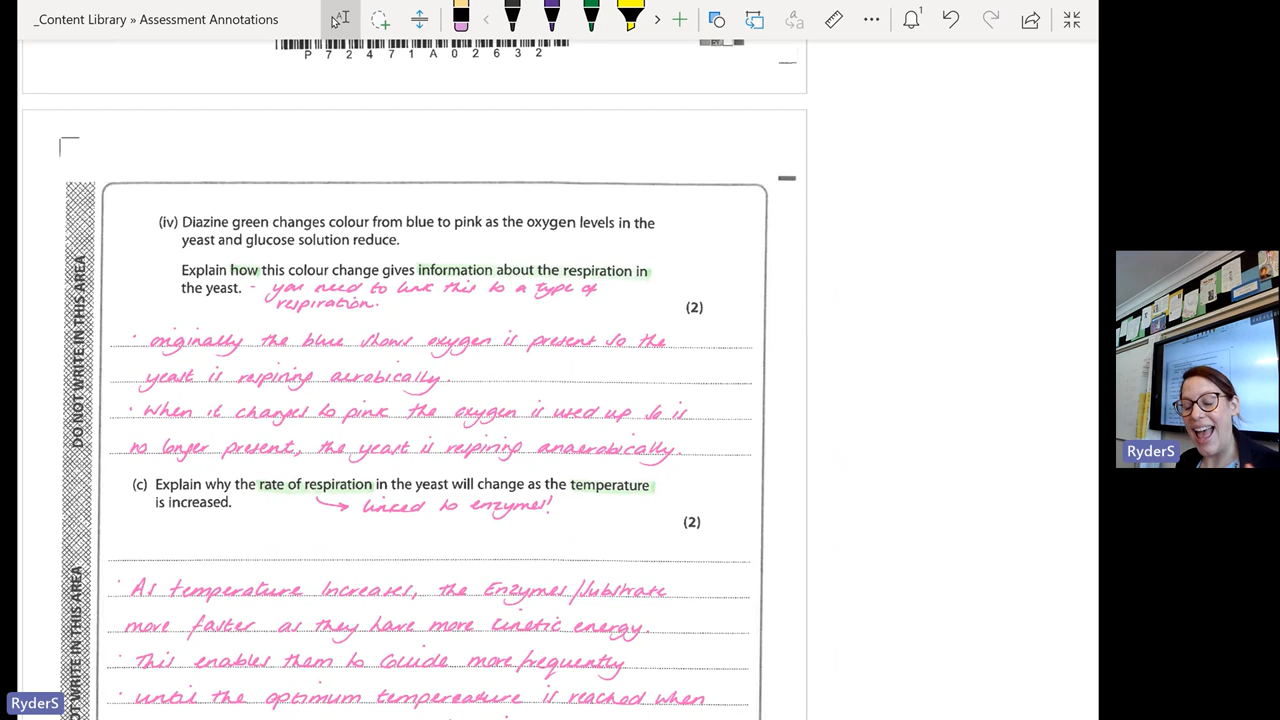 _Content Library » Assessment Annotations
P 7 2 4 7 1 A 0 2 6 3 2
DO NOT WRITE IN THIS AREA
(iv) Diazine green changes colour from blue to pink as the oxygen levels in the
yeast and glucose solution reduce.
Explain how this colour change gives information about the respiration in
the yeast. - you need to link this to a type of
respiration.
(2)
· originally the blue shows oxygen is present so the
yeast is respiring aerobically.
· When it changes to pink the oxygen is used up so is
no longer present, the yeast is respiring anaerobically.
(c) Explain why the rate of respiration in the yeast will change as the temperature
is increased. → linked to enzymes!
(2)
· As temperature increases, the Enzymes/substrate
move faster as they have more kinetic energy.
· This enables them to collide more frequently
· until the optimum temperature is reached when
RyderS
RyderS